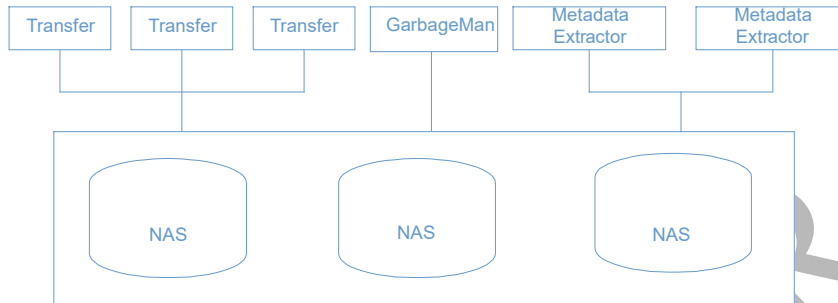 Transfer
Transfer
Transfer
GarbageMan
Metadata
Extractor
Metadata
Extractor
NAS
NAS
NAS